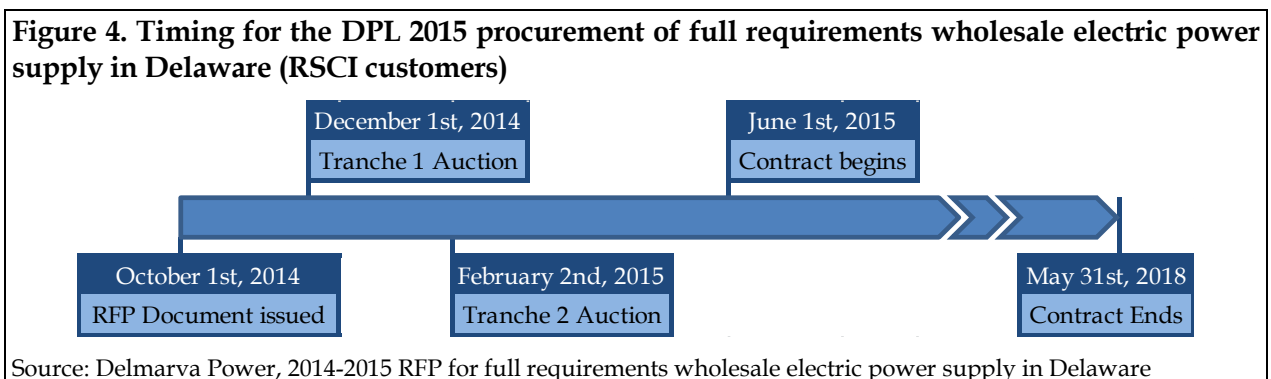 Figure 4. Timing for the DPL 2015 procurement of full requirements wholesale electric power
supply in Delaware (RSCI customers)
December 1st, 2014
Tranche 1 Auction
June 1st, 2015
Contract begins
October 1st, 2014
RFP Document issued
February 2nd, 2015
Tranche 2 Auction
May 31st, 2018
Contract Ends
Source: Delmarva Power, 2014-2015 RFP for full requirements wholesale electric power supply in Delaware